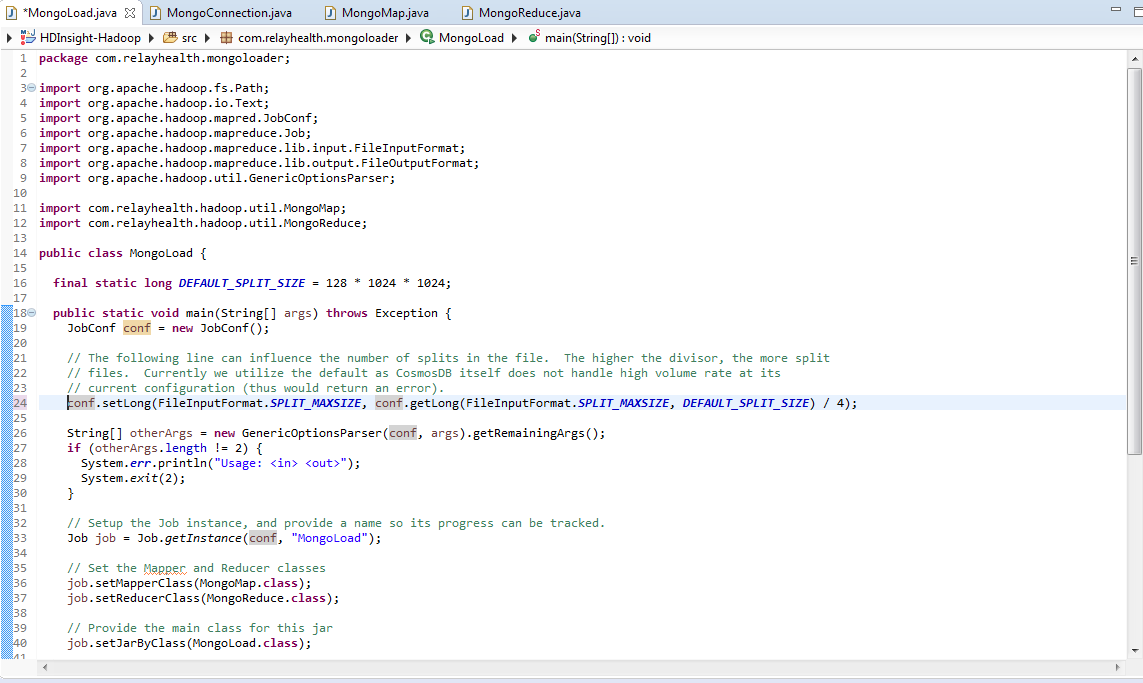 *MongoLoad.java MongoConnection.java MongoMap.java MongoReduce.java
HDInsight-Hadoop src com.relayhealth.mongoloader MongoLoad main(String[]) : void
1 package com.relayhealth.mongoloader;
2
3 import org.apache.hadoop.fs.Path;
4 import org.apache.hadoop.io.Text;
5 import org.apache.hadoop.mapred.JobConf;
6 import org.apache.hadoop.mapreduce.Job;
7 import org.apache.hadoop.mapreduce.lib.input.FileInputFormat;
8 import org.apache.hadoop.mapreduce.lib.output.FileOutputFormat;
9 import org.apache.hadoop.util.GenericOptionsParser;
10
11 import com.relayhealth.hadoop.util.MongoMap;
12 import com.relayhealth.hadoop.util.MongoReduce;
13
14 public class MongoLoad {
15
16   final static long DEFAULT_SPLIT_SIZE = 128 * 1024 * 1024;
17
18   public static void main(String[] args) throws Exception {
19     JobConf conf = new JobConf();
20
21     // The following line can influence the number of splits in the file.  The higher the divisor, the more split
22     // files.  Currently we utilize the default as CosmosDB itself does not handle high volume rate at its
23     // current configuration (thus would return an error).
24     conf.setLong(FileInputFormat.SPLIT_MAXSIZE, conf.getLong(FileInputFormat.SPLIT_MAXSIZE, DEFAULT_SPLIT_SIZE) / 4);
25
26     String[] otherArgs = new GenericOptionsParser(conf, args).getRemainingArgs();
27     if (otherArgs.length != 2) {
28       System.err.println("Usage: <in> <out>");
29       System.exit(2);
30     }
31
32     // Setup the Job instance, and provide a name so its progress can be tracked.
33     Job job = Job.getInstance(conf, "MongoLoad");
34
35     // Set the Mapper and Reducer classes
36     job.setMapperClass(MongoMap.class);
37     job.setReducerClass(MongoReduce.class);
38
39     // Provide the main class for this jar
40     job.setJarByClass(MongoLoad.class);
41